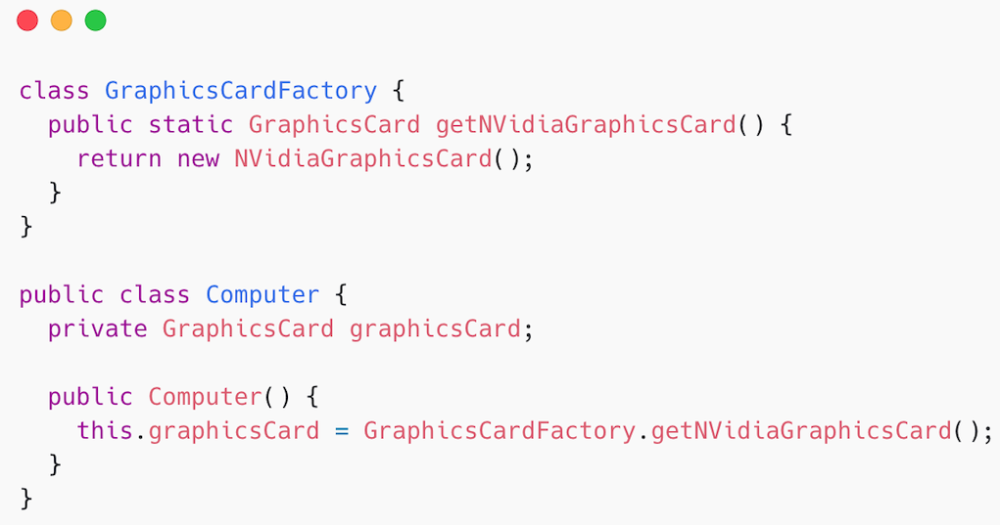 class GraphicsCardFactory {
  public static GraphicsCard getNVidiaGraphicsCard() {
    return new NVidiaGraphicsCard();
  }
}

public class Computer {
  private GraphicsCard graphicsCard;

  public Computer() {
    this.graphicsCard = GraphicsCardFactory.getNVidiaGraphicsCard();
  }
}